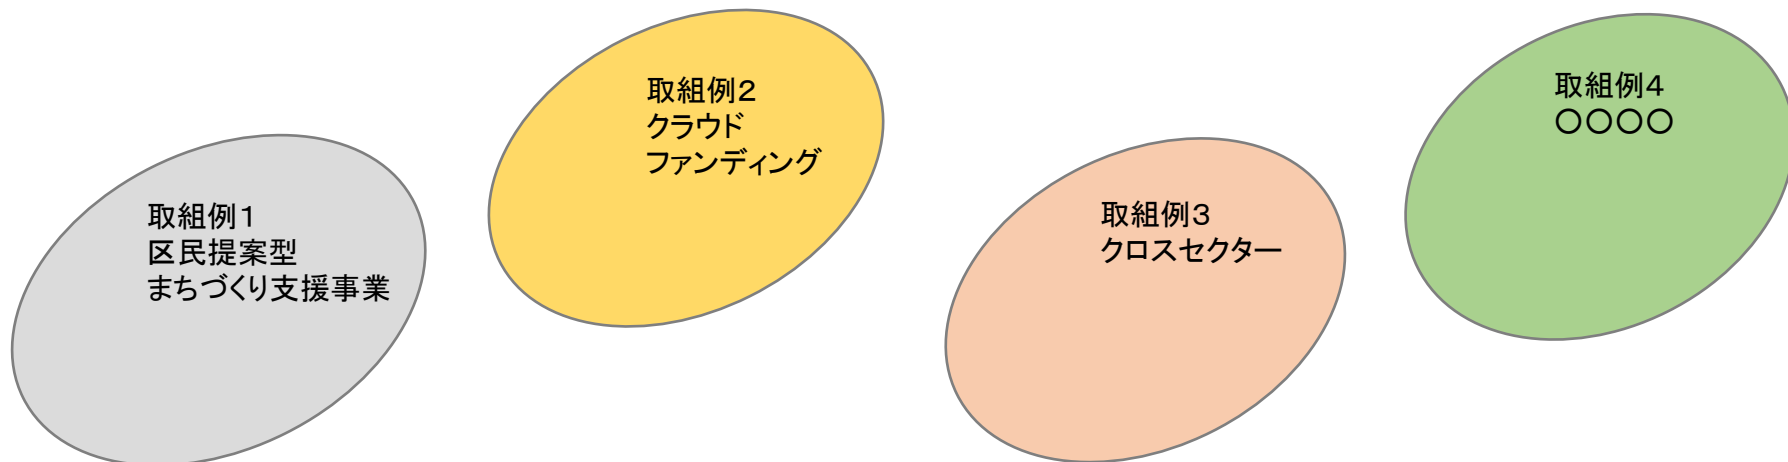 取組例１
区民提案型
まちづくり支援事業
取組例２
クラウド
ファンディング
取組例３
クロスセクター
取組例４
〇〇〇〇